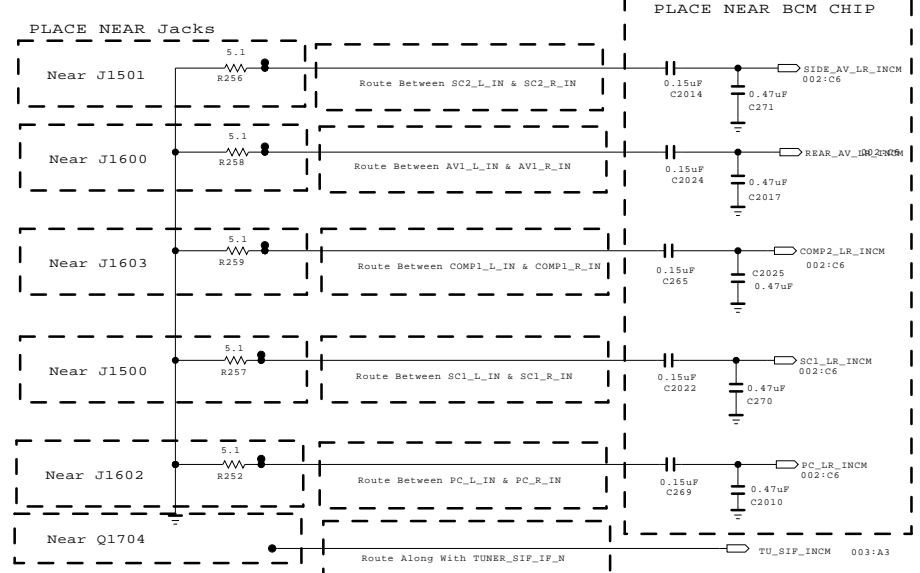 PLACE NEAR BCM CHIP
PLACE NEAR Jacks
5.1
Near J1501
R256
Route Between SC2_L_IN & SC2_R_IN
0.15uF
C2014
0.47uF
C271
SIDE_AV_LR_INCM
002:C6
5.1
Near J1600
R258
Route Between AV1_L_IN & AV1_R_IN
0.15uF
C2024
0.47uF
C2017
5.1
Near J1603
R259
Route Between COMP1_L_IN & COMP1_R_IN
0.15uF
C265
C2025
0.47uF
COMP2_LR_INCM
002:C6
5.1
Near J1500
R257
Route Between SC1_L_IN & SC1_R_IN
0.15uF
C2022
0.47uF
C270
SC1_LR_INCM
002:C6
5.1
Near J1602
R252
Route Between PC_L_IN & PC_R_IN
0.15uF
C269
0.47uF
C2010
PC_LR_INCM
002:C6
Near Q1704
Route Along With TUNER_SIF_IF_N
TU_SIF_INCM 003:A3